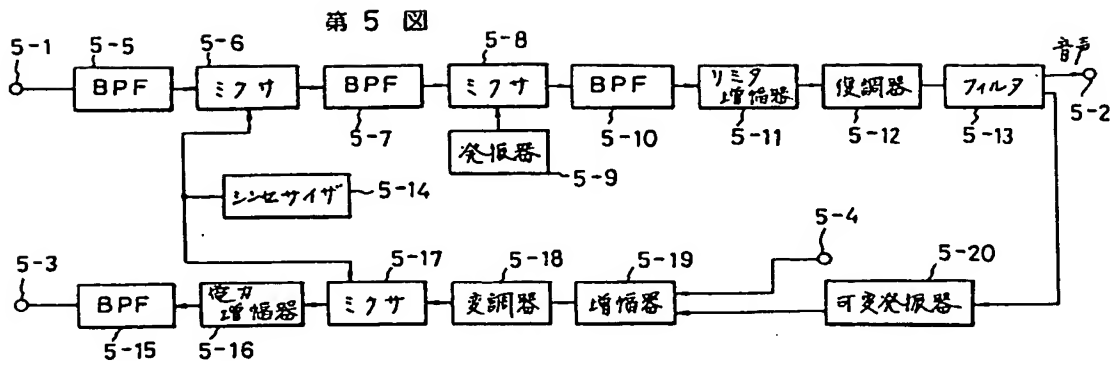 第5図
5-1
5-5
5-6
5-8
音声
BPF
ミクサ
BPF
ミクサ
BPF
リミタ
増幅器
復調器
フィルタ
5-2
5-7
発振器
5-9
5-10
5-11
5-12
5-13
シンセサイザ
5-14
5-4
5-3
5-17
5-18
5-19
5-20
BPF
電力
増幅器
ミクサ
変調器
増幅器
可変発振器
5-15
5-16